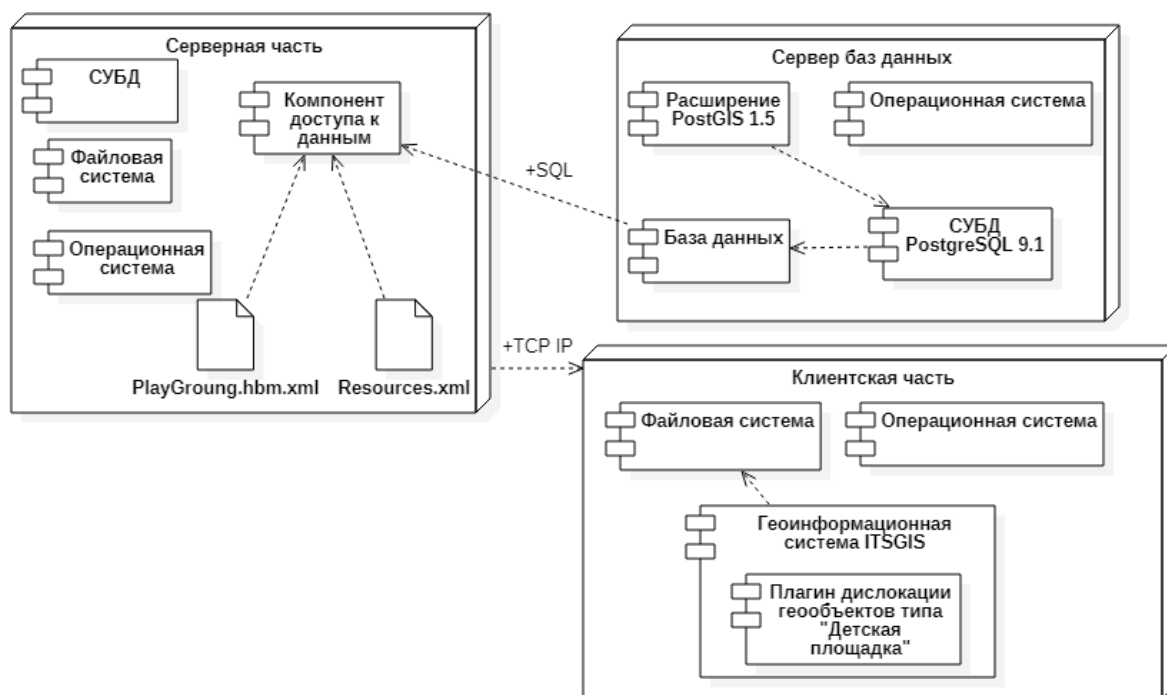 Серверная часть
СУБД
Компонент
доступа к
данным
Файловая
система
Операционная
система
PlayGroung.hbm.xml
Resources.xml
+SQL
+TCP IP
Сервер баз данных
Расширение
PostGIS 1.5
Операционная система
База данных
СУБД
PostgreSQL 9.1
Клиентская часть
Файловая система
Операционная система
Геоинформационная
система ITSGIS
Плагин дислокации
геообъектов типа
"Детская
площадка"